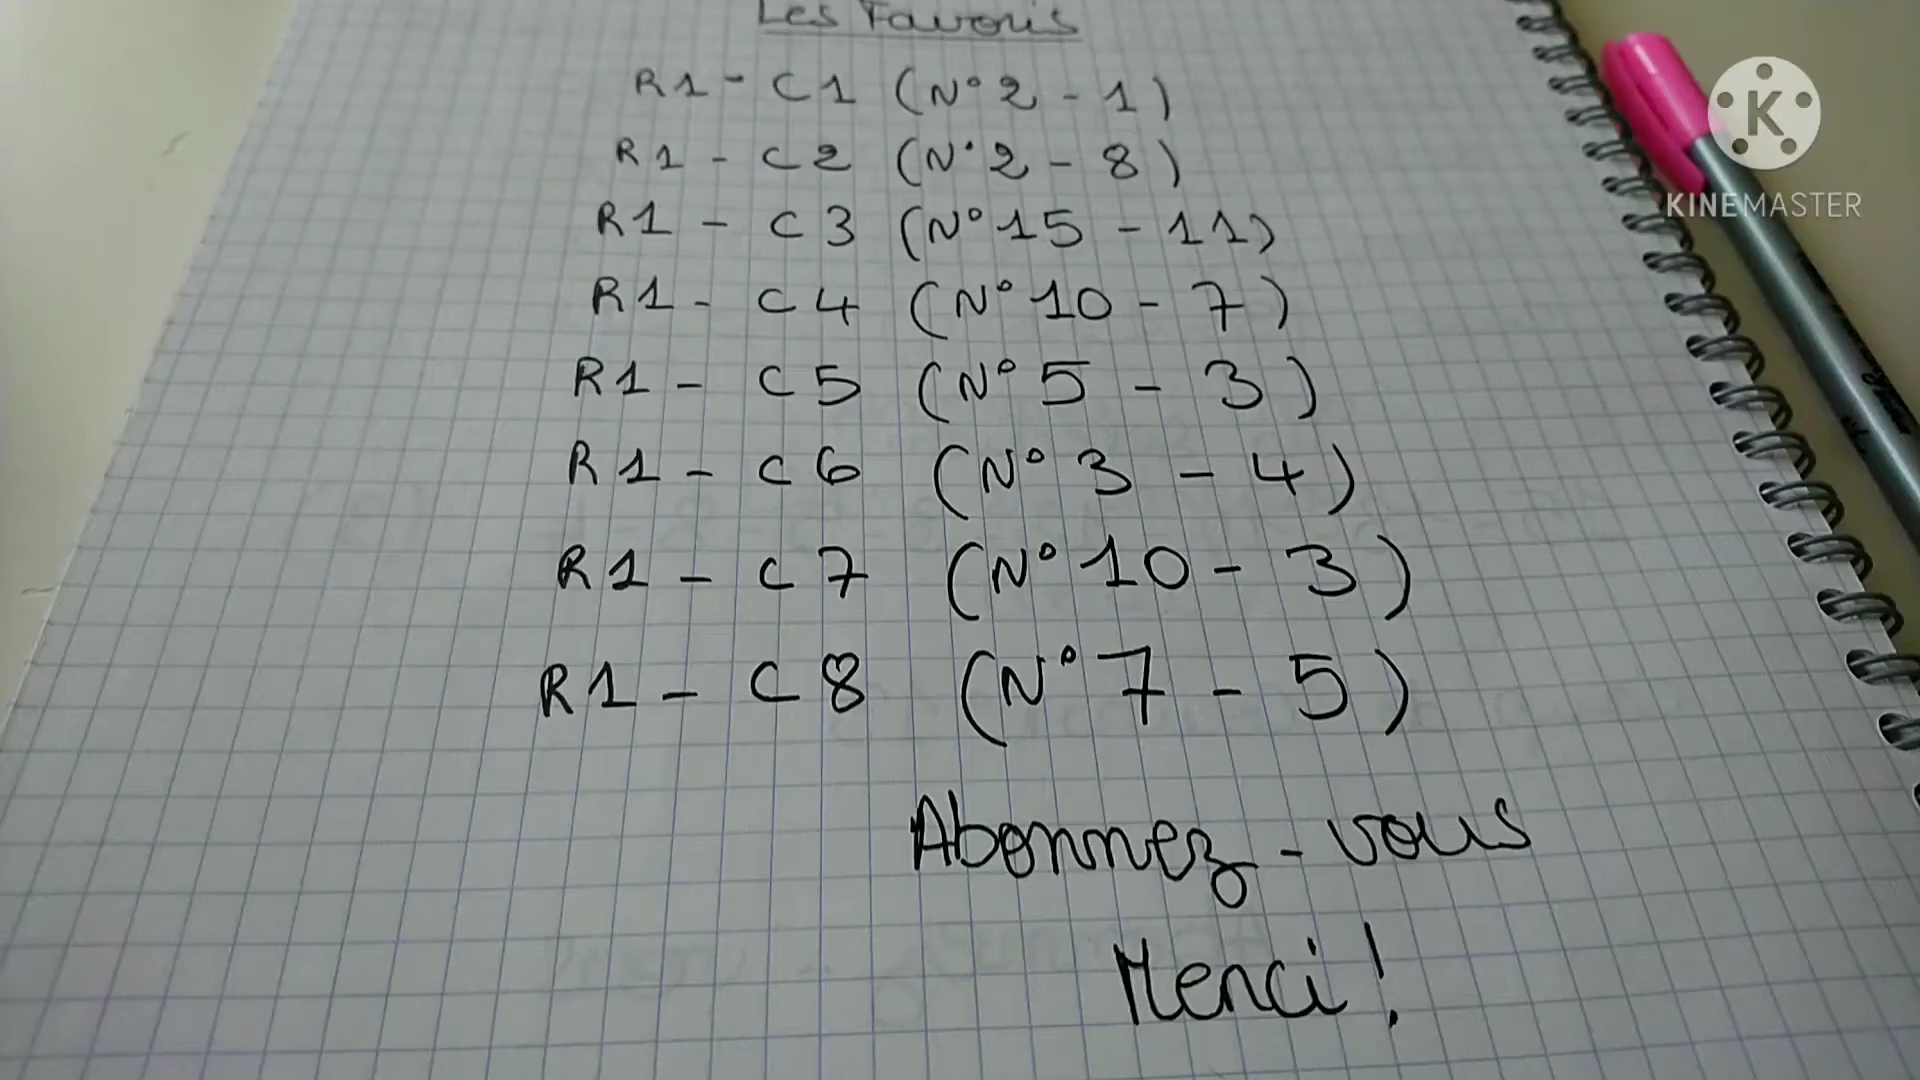 Les Favoris
R1 - C1 (N° 2 - 1)
R1 - C2 (N° 2 - 8)
R1 - C3 (N° 15 - 11)
R1 - C4 (N° 10 - 7)
R1 - C5 (N° 5 - 3)
R1 - C6 (N° 3 - 4)
R1 - C7 (N° 10 - 3)
R1 - C8 (N° 7 - 5)
Abonnez-vous
Merci !
K
KINEMASTER